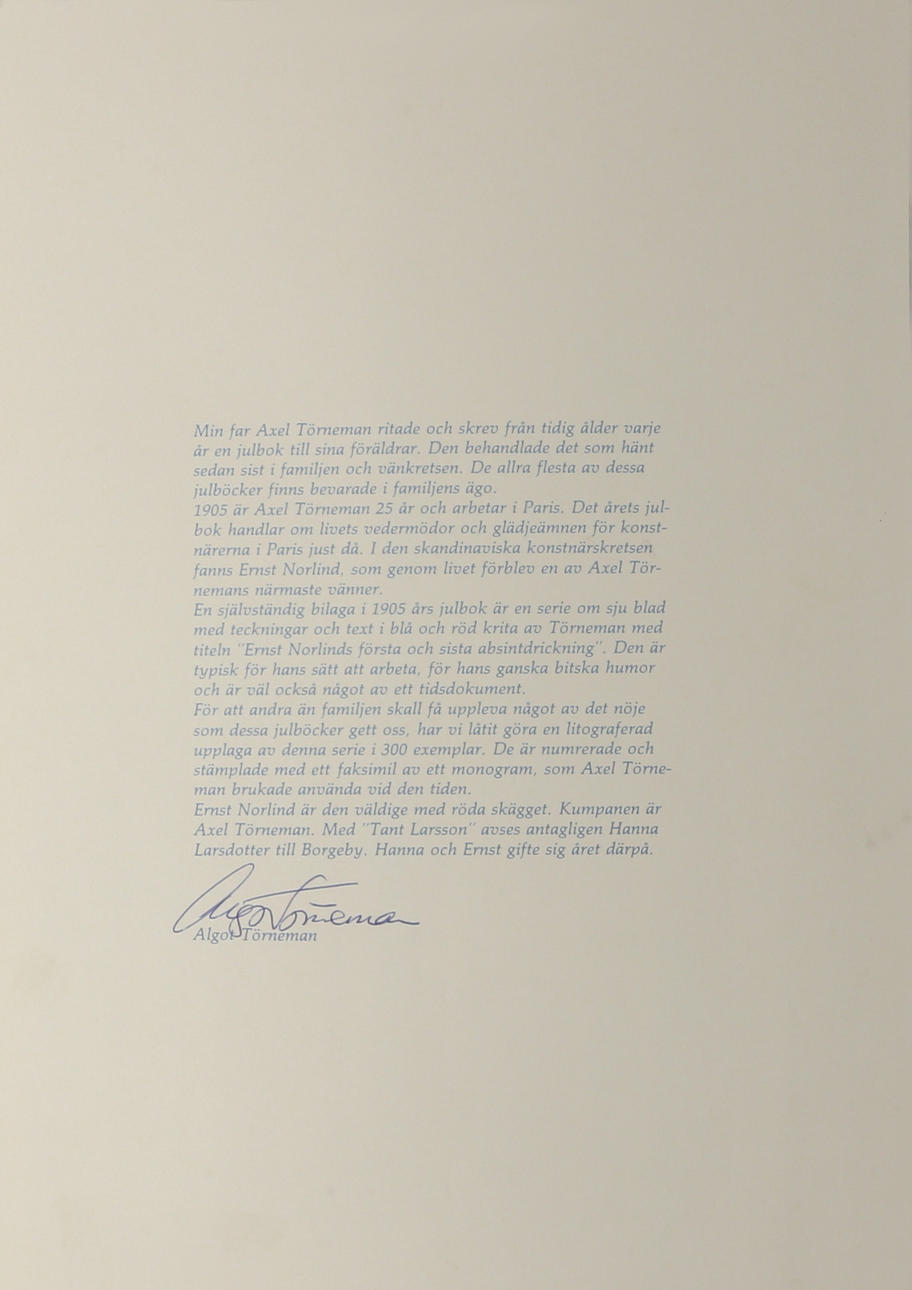 Min far Axel Törneman ritade och skrev från tidig ålder varje
år en julbok till sina föräldrar. Den behandlade det som hänt
sedan sist i familjen och vänkretsen. De allra flesta av dessa
julböcker finns bevarade i familjens ägo.
1905 är Axel Törneman 25 år och arbetar i Paris. Det årets jul-
bok handlar om livets vedermödor och glädjeämnen för konst-
närerna i Paris just då. I den skandinaviska konstnärskretsen
fanns Ernst Norlind, som genom livet förblev en av Axel Tör-
nemans närmaste vänner.
En självständig bilaga i 1905 års julbok är en serie om sju blad
med teckningar och text i blå och röd krita av Törneman med
titeln "Ernst Norlinds första och sista absintdrickning". Den är
typisk för hans sätt att arbeta, för hans ganska bitska humor
och är väl också något av ett tidsdokument.
För att andra än familjen skall få uppleva något av det nöje
som dessa julböcker gett oss, har vi låtit göra en litograferad
upplaga av denna serie i 300 exemplar. De är numrerade och
stämplade med ett faksimil av ett monogram, som Axel Törne-
man brukade använda vid den tiden.
Ernst Norlind är den väldige med röda skägget. Kumpanen är
Axel Törneman. Med "Tant Larsson" avses antagligen Hanna
Larsdotter till Borgeby. Hanna och Ernst gifte sig året därpå.
Algot Törneman
Algot Törneman